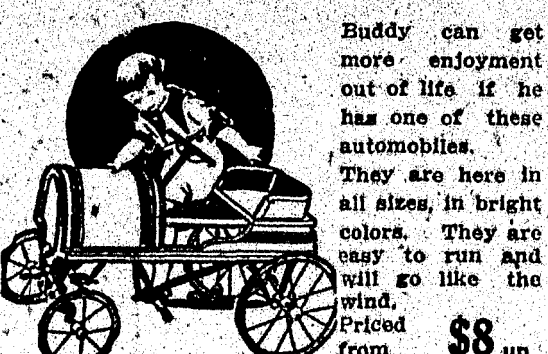 Buddy can get
more enjoyment
out of life if he
has one of these
automobiles.
They are here in
all sizes, in bright
colors. They are
easy to run and
will go like the
wind.
Priced
from $8 up